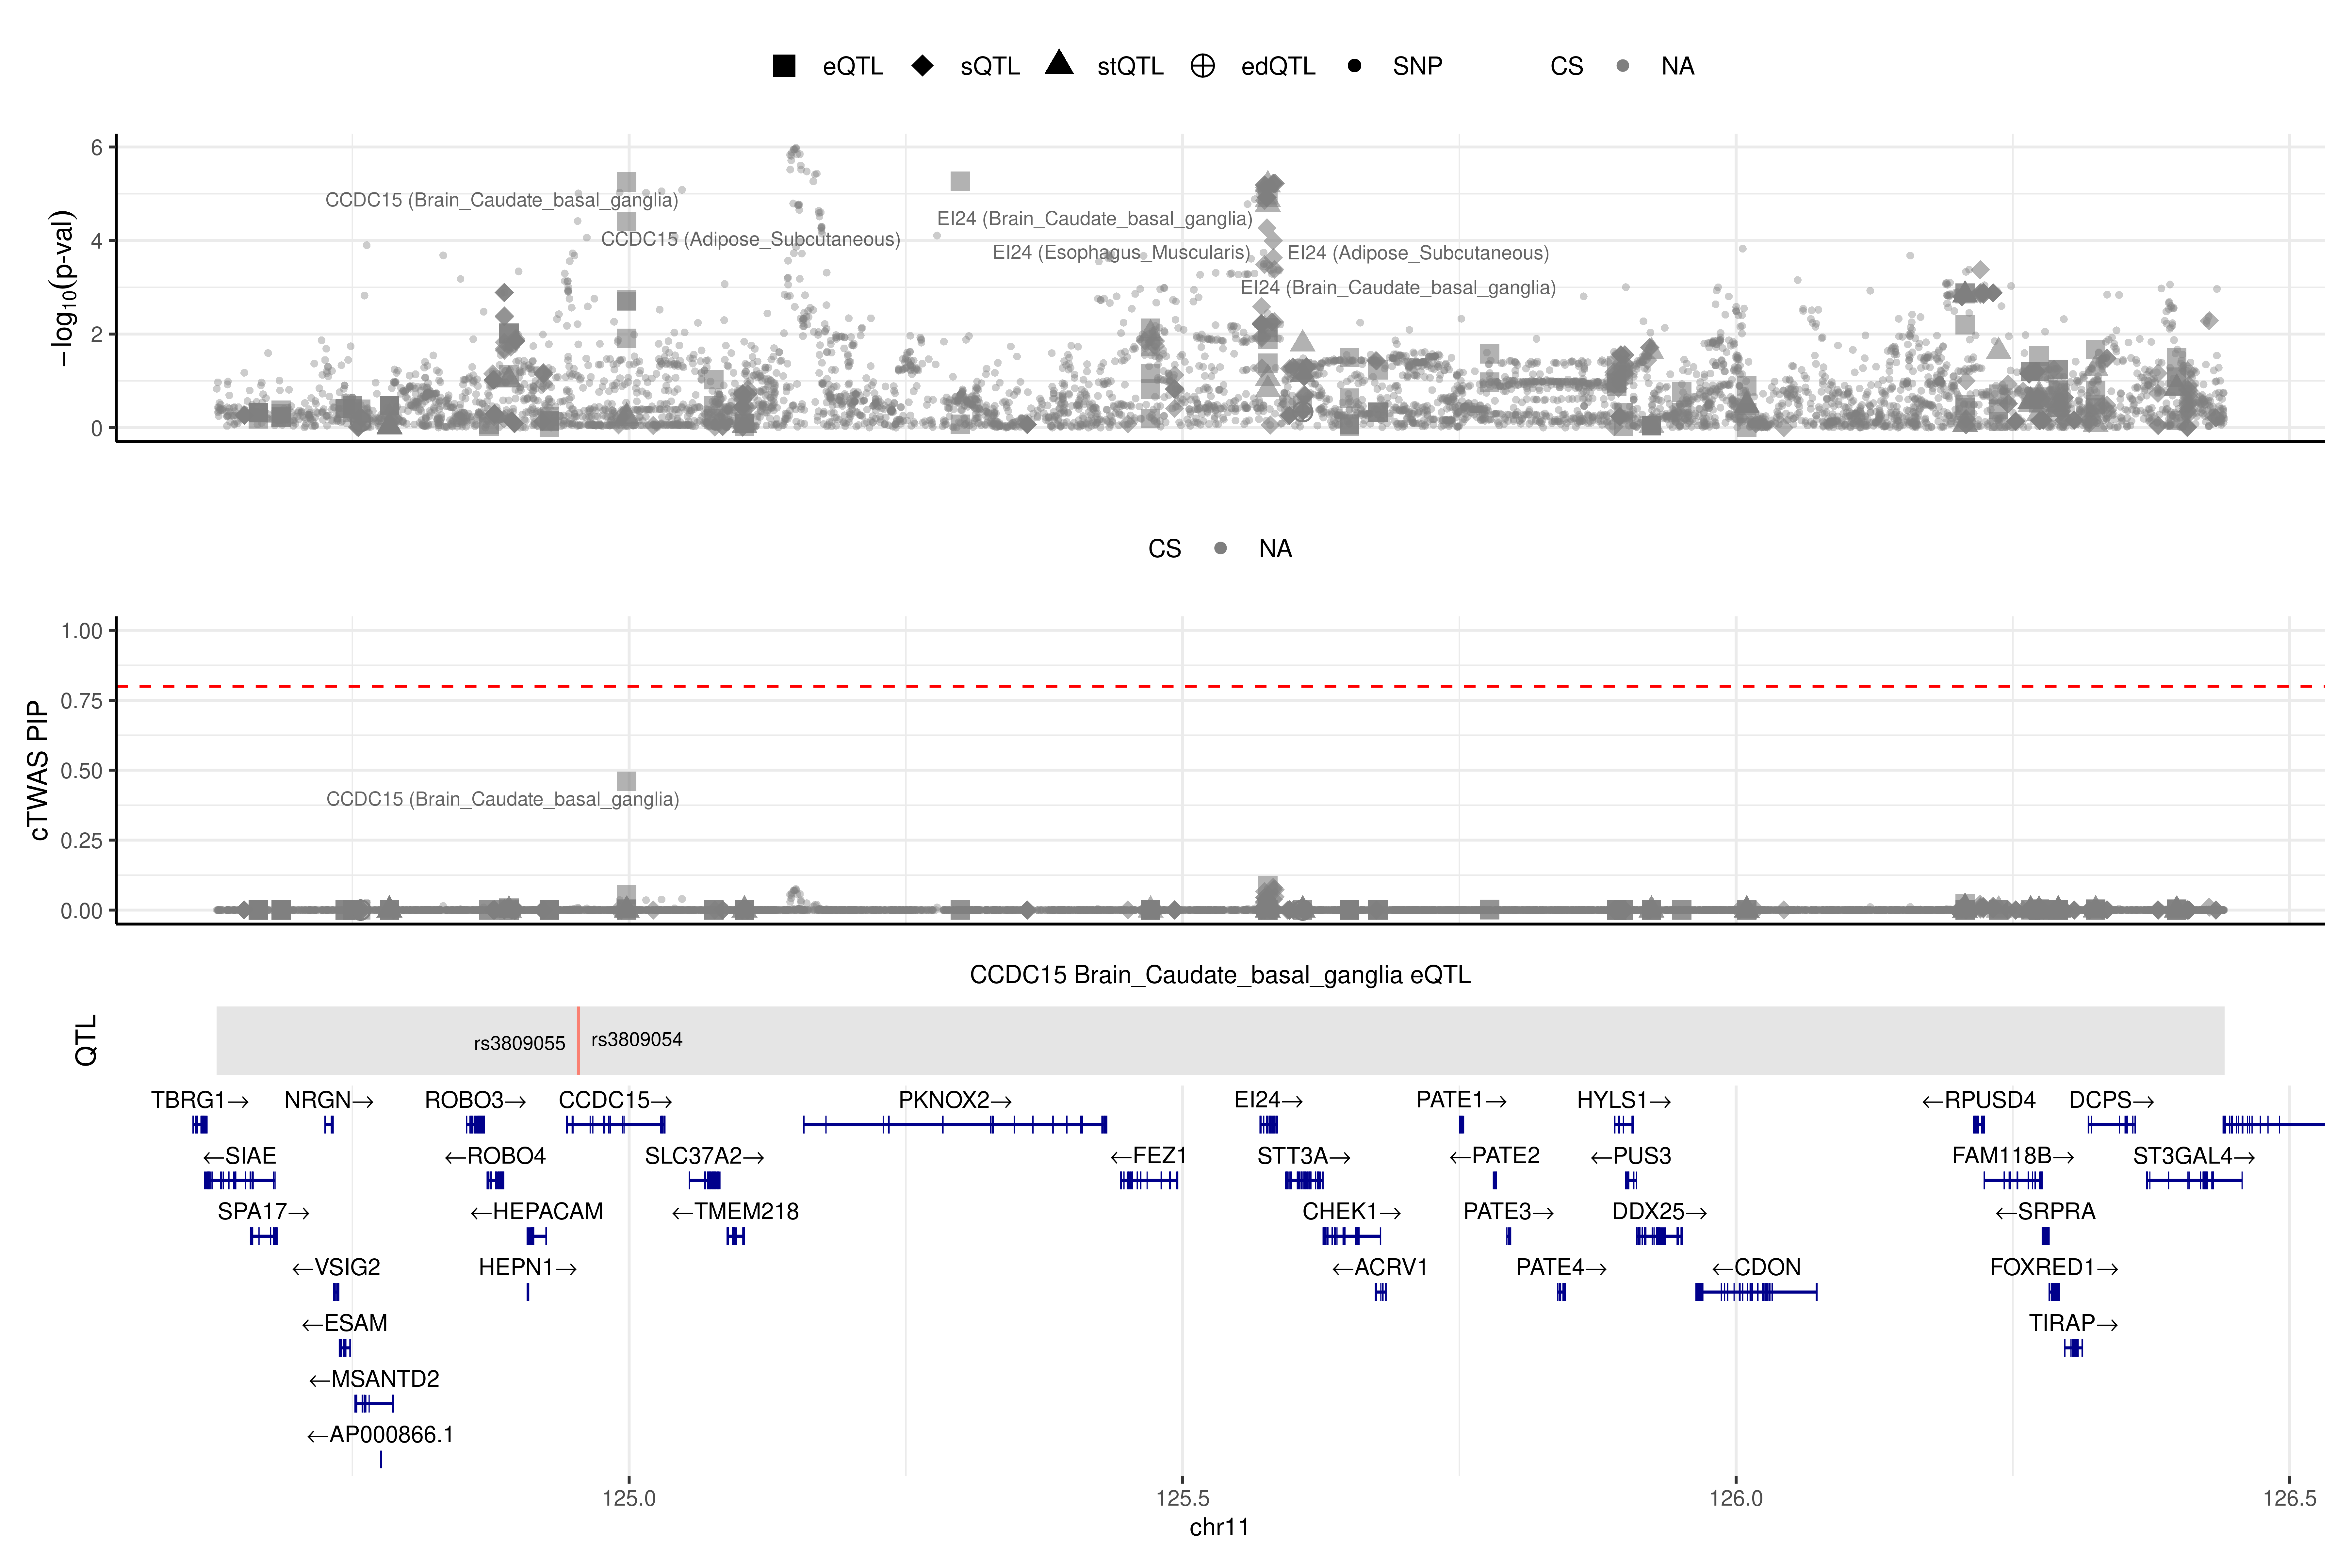 eQTL sQTL stQTL edQTL SNP CS NA
−log10(p-val)
6
4
2
0
CCDC15 (Brain_Caudate_basal_ganglia)
CCDC15 (Adipose_Subcutaneous)
EI24 (Brain_Caudate_basal_ganglia)
EI24 (Esophagus_Muscularis)
EI24 (Adipose_Subcutaneous)
EI24 (Brain_Caudate_basal_ganglia)
CS NA
cTWAS PIP
1.00
0.75
0.50
0.25
0.00
CCDC15 (Brain_Caudate_basal_ganglia)
CCDC15 Brain_Caudate_basal_ganglia eQTL
QTL
rs3809055 rs3809054
TBRG1→ NRGN→ ROBO3→ CCDC15→ PKNOX2→ EI24→ PATE1→ HYLS1→ ←RPUSD4 DCPS→
←SIAE ←ROBO4 SLC37A2→ ←FEZ1 STT3A→ ←PATE2 ←PUS3 FAM118B→ ST3GAL4→
SPA17→ ←HEPACAM ←TMEM218 CHEK1→ PATE3→ DDX25→ ←SRPRA
←VSIG2 HEPN1→ ←ACRV1 PATE4→ ←CDON FOXRED1→
←ESAM TIRAP→
←MSANTD2
←AP000866.1
125.0 125.5 126.0 126.5
chr11